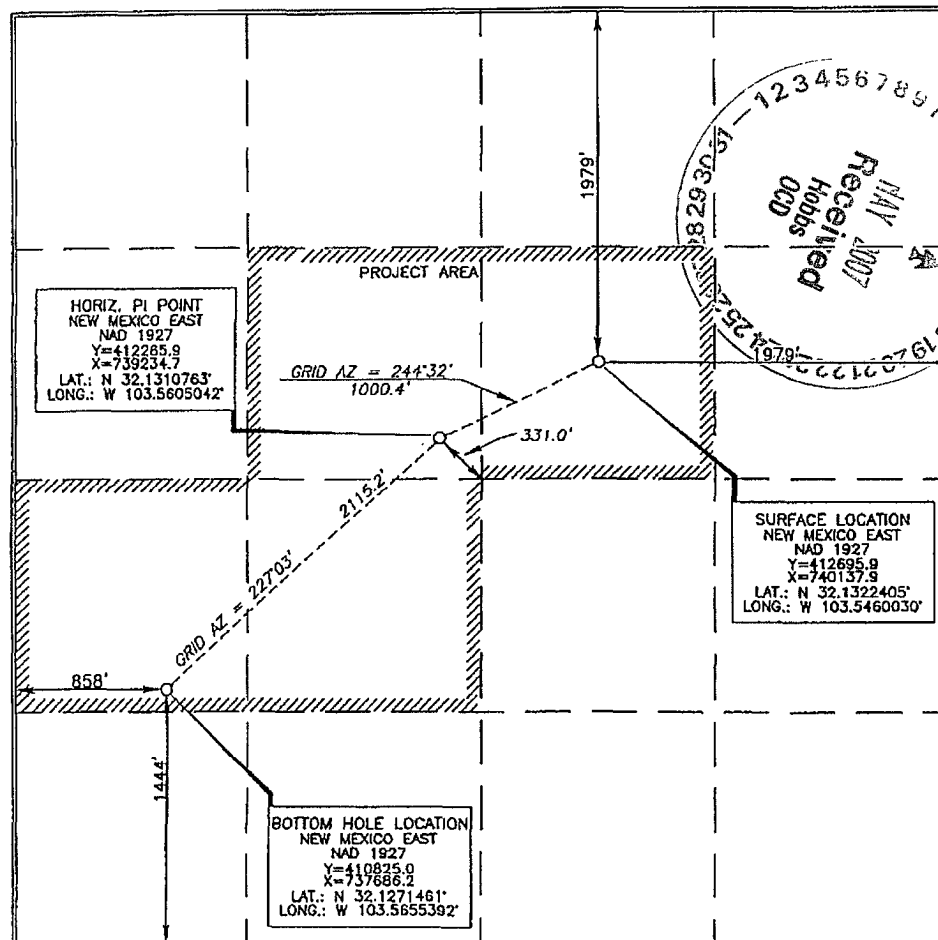 1979'
28293031-123456789
MAY 2007
Received
Hobbs
OCD
PROJECT AREA
HORIZ. PI POINT
NEW MEXICO EAST
NAD 1927
Y=412265.9
X=739234.7
LAT.: N 32.1310763°
LONG.: W 103.5605042°
GRID AZ = 244°32'
1000.4'
1979'
331.0'
2115.2'
GRID AZ = 227°03'
SURFACE LOCATION
NEW MEXICO EAST
NAD 1927
Y=412695.9
X=740137.9
LAT.: N 32.1322405°
LONG.: W 103.5460030°
858'
1444'
BOTTOM HOLE LOCATION
NEW MEXICO EAST
NAD 1927
Y=410825.0
X=737686.2
LAT.: N 32.1271461°
LONG.: W 103.5655392°